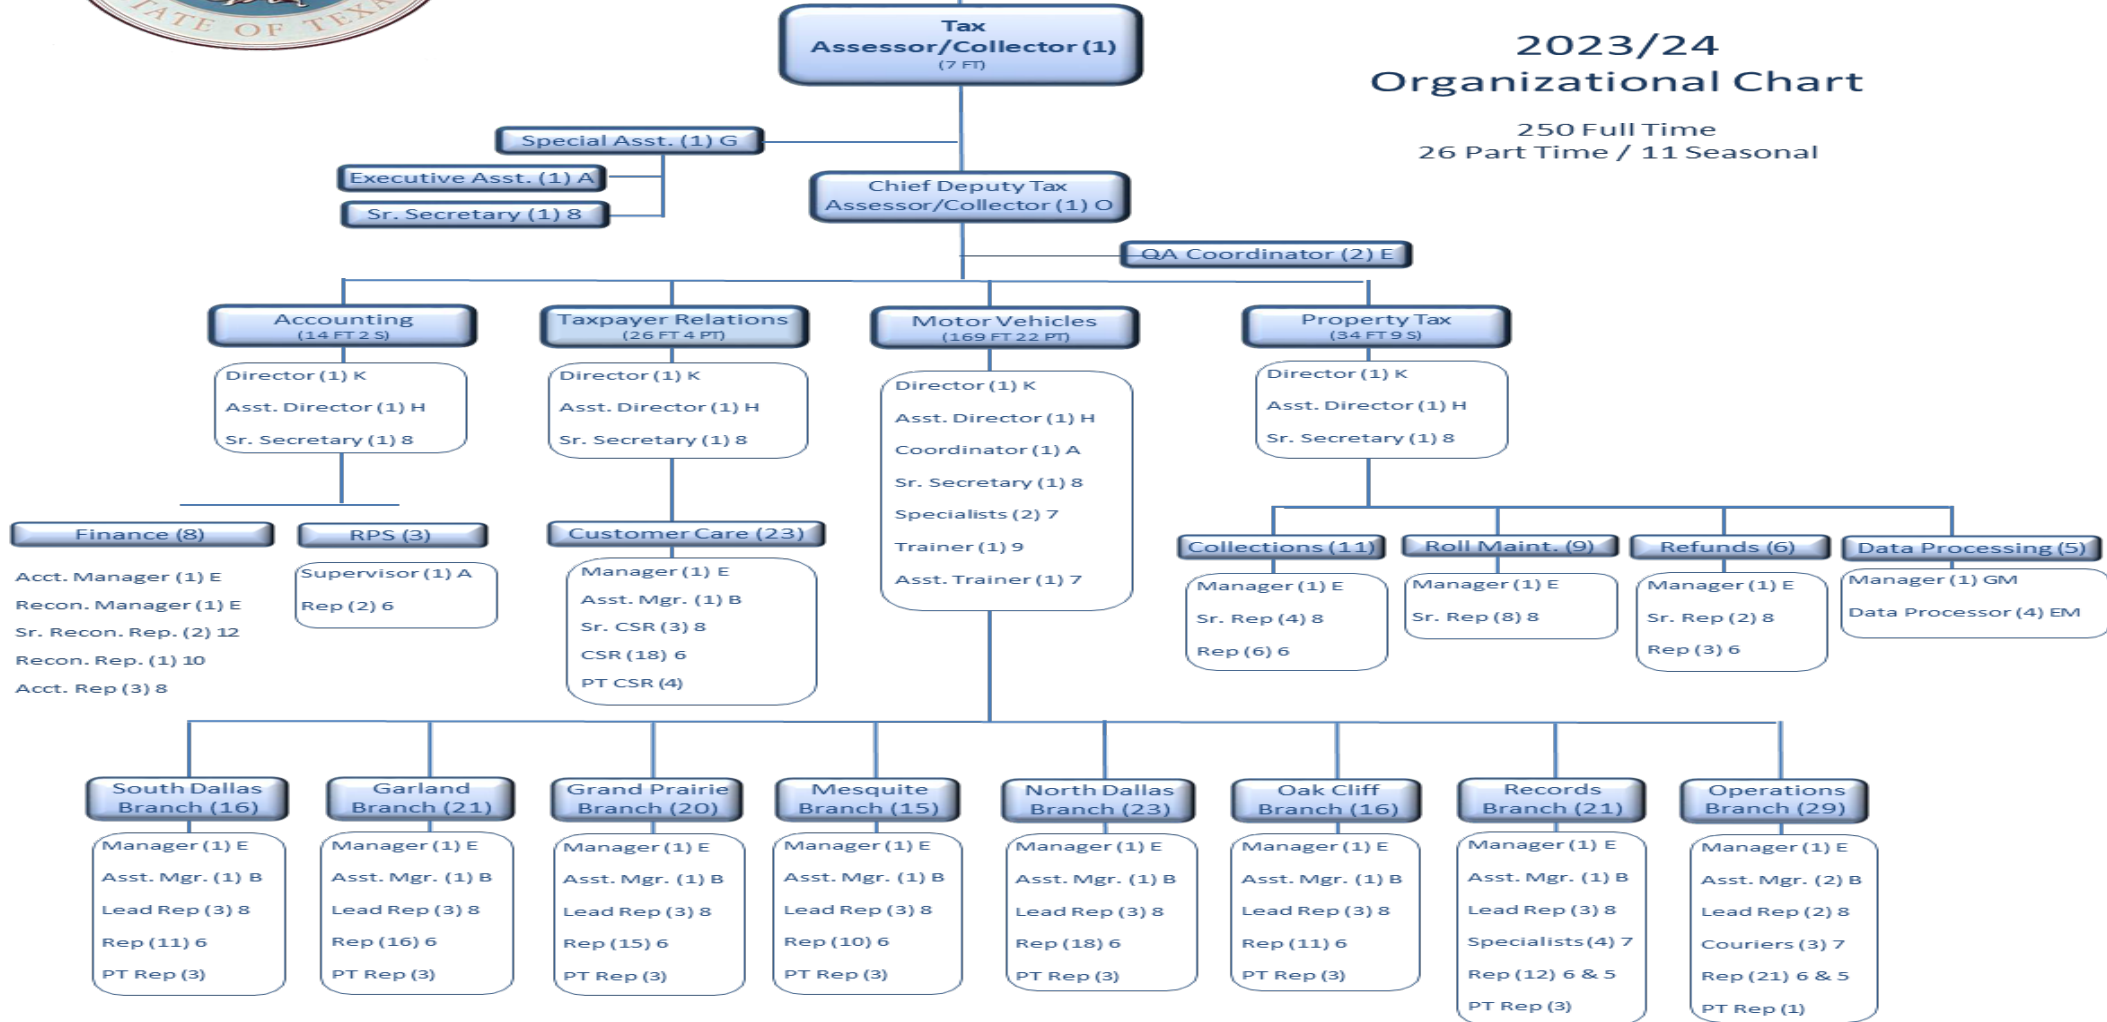 STATE OF TEXAS
Tax
Assessor/Collector (1)
(7 FT)
2023/24
Organizational Chart
250 Full Time
26 Part Time / 11 Seasonal
Special Asst. (1) G
Executive Asst. (1) A
Sr. Secretary (1) 8
Chief Deputy Tax
Assessor/Collector (1) O
QA Coordinator (2) E
Accounting
(14 FT 2 S)
Director (1) K
Asst. Director (1) H
Sr. Secretary (1) 8
Taxpayer Relations
(26 FT 4 PT)
Director (1) K
Asst. Director (1) H
Sr. Secretary (1) 8
Motor Vehicles
(169 FT 22 PT)
Director (1) K
Asst. Director (1) H
Coordinator (1) A
Sr. Secretary (1) 8
Specialists (2) 7
Trainer (1) 9
Asst. Trainer (1) 7
Property Tax
(34 FT 9 S)
Director (1) K
Asst. Director (1) H
Sr. Secretary (1) 8
Finance (8)
Acct. Manager (1) E
Recon. Manager (1) E
Sr. Recon. Rep. (2) 12
Recon. Rep. (1) 10
Acct. Rep (3) 8
RPS (3)
Supervisor (1) A
Rep (2) 6
Customer Care (23)
Manager (1) E
Asst. Mgr. (1) B
Sr. CSR (3) 8
CSR (18) 6
PT CSR (4)
Collections (11)
Manager (1) E
Sr. Rep (4) 8
Rep (6) 6
Roll Maint. (9)
Manager (1) E
Sr. Rep (8) 8
Refunds (6)
Manager (1) E
Sr. Rep (2) 8
Rep (3) 6
Data Processing (5)
Manager (1) GM
Data Processor (4) EM
South Dallas
Branch (16)
Manager (1) E
Asst. Mgr. (1) B
Lead Rep (3) 8
Rep (11) 6
PT Rep (3)
Garland
Branch (21)
Manager (1) E
Asst. Mgr. (1) B
Lead Rep (3) 8
Rep (16) 6
PT Rep (3)
Grand Prairie
Branch (20)
Manager (1) E
Asst. Mgr. (1) B
Lead Rep (3) 8
Rep (15) 6
PT Rep (3)
Mesquite
Branch (15)
Manager (1) E
Asst. Mgr. (1) B
Lead Rep (3) 8
Rep (10) 6
PT Rep (3)
North Dallas
Branch (23)
Manager (1) E
Asst. Mgr. (1) B
Lead Rep (3) 8
Rep (18) 6
PT Rep (3)
Oak Cliff
Branch (16)
Manager (1) E
Asst. Mgr. (1) B
Lead Rep (3) 8
Rep (11) 6
PT Rep (3)
Records
Branch (21)
Manager (1) E
Asst. Mgr. (1) B
Lead Rep (3) 8
Specialists (4) 7
Rep (12) 6 & 5
PT Rep (3)
Operations
Branch (29)
Manager (1) E
Asst. Mgr. (2) B
Lead Rep (2) 8
Couriers (3) 7
Rep (21) 6 & 5
PT Rep (1)